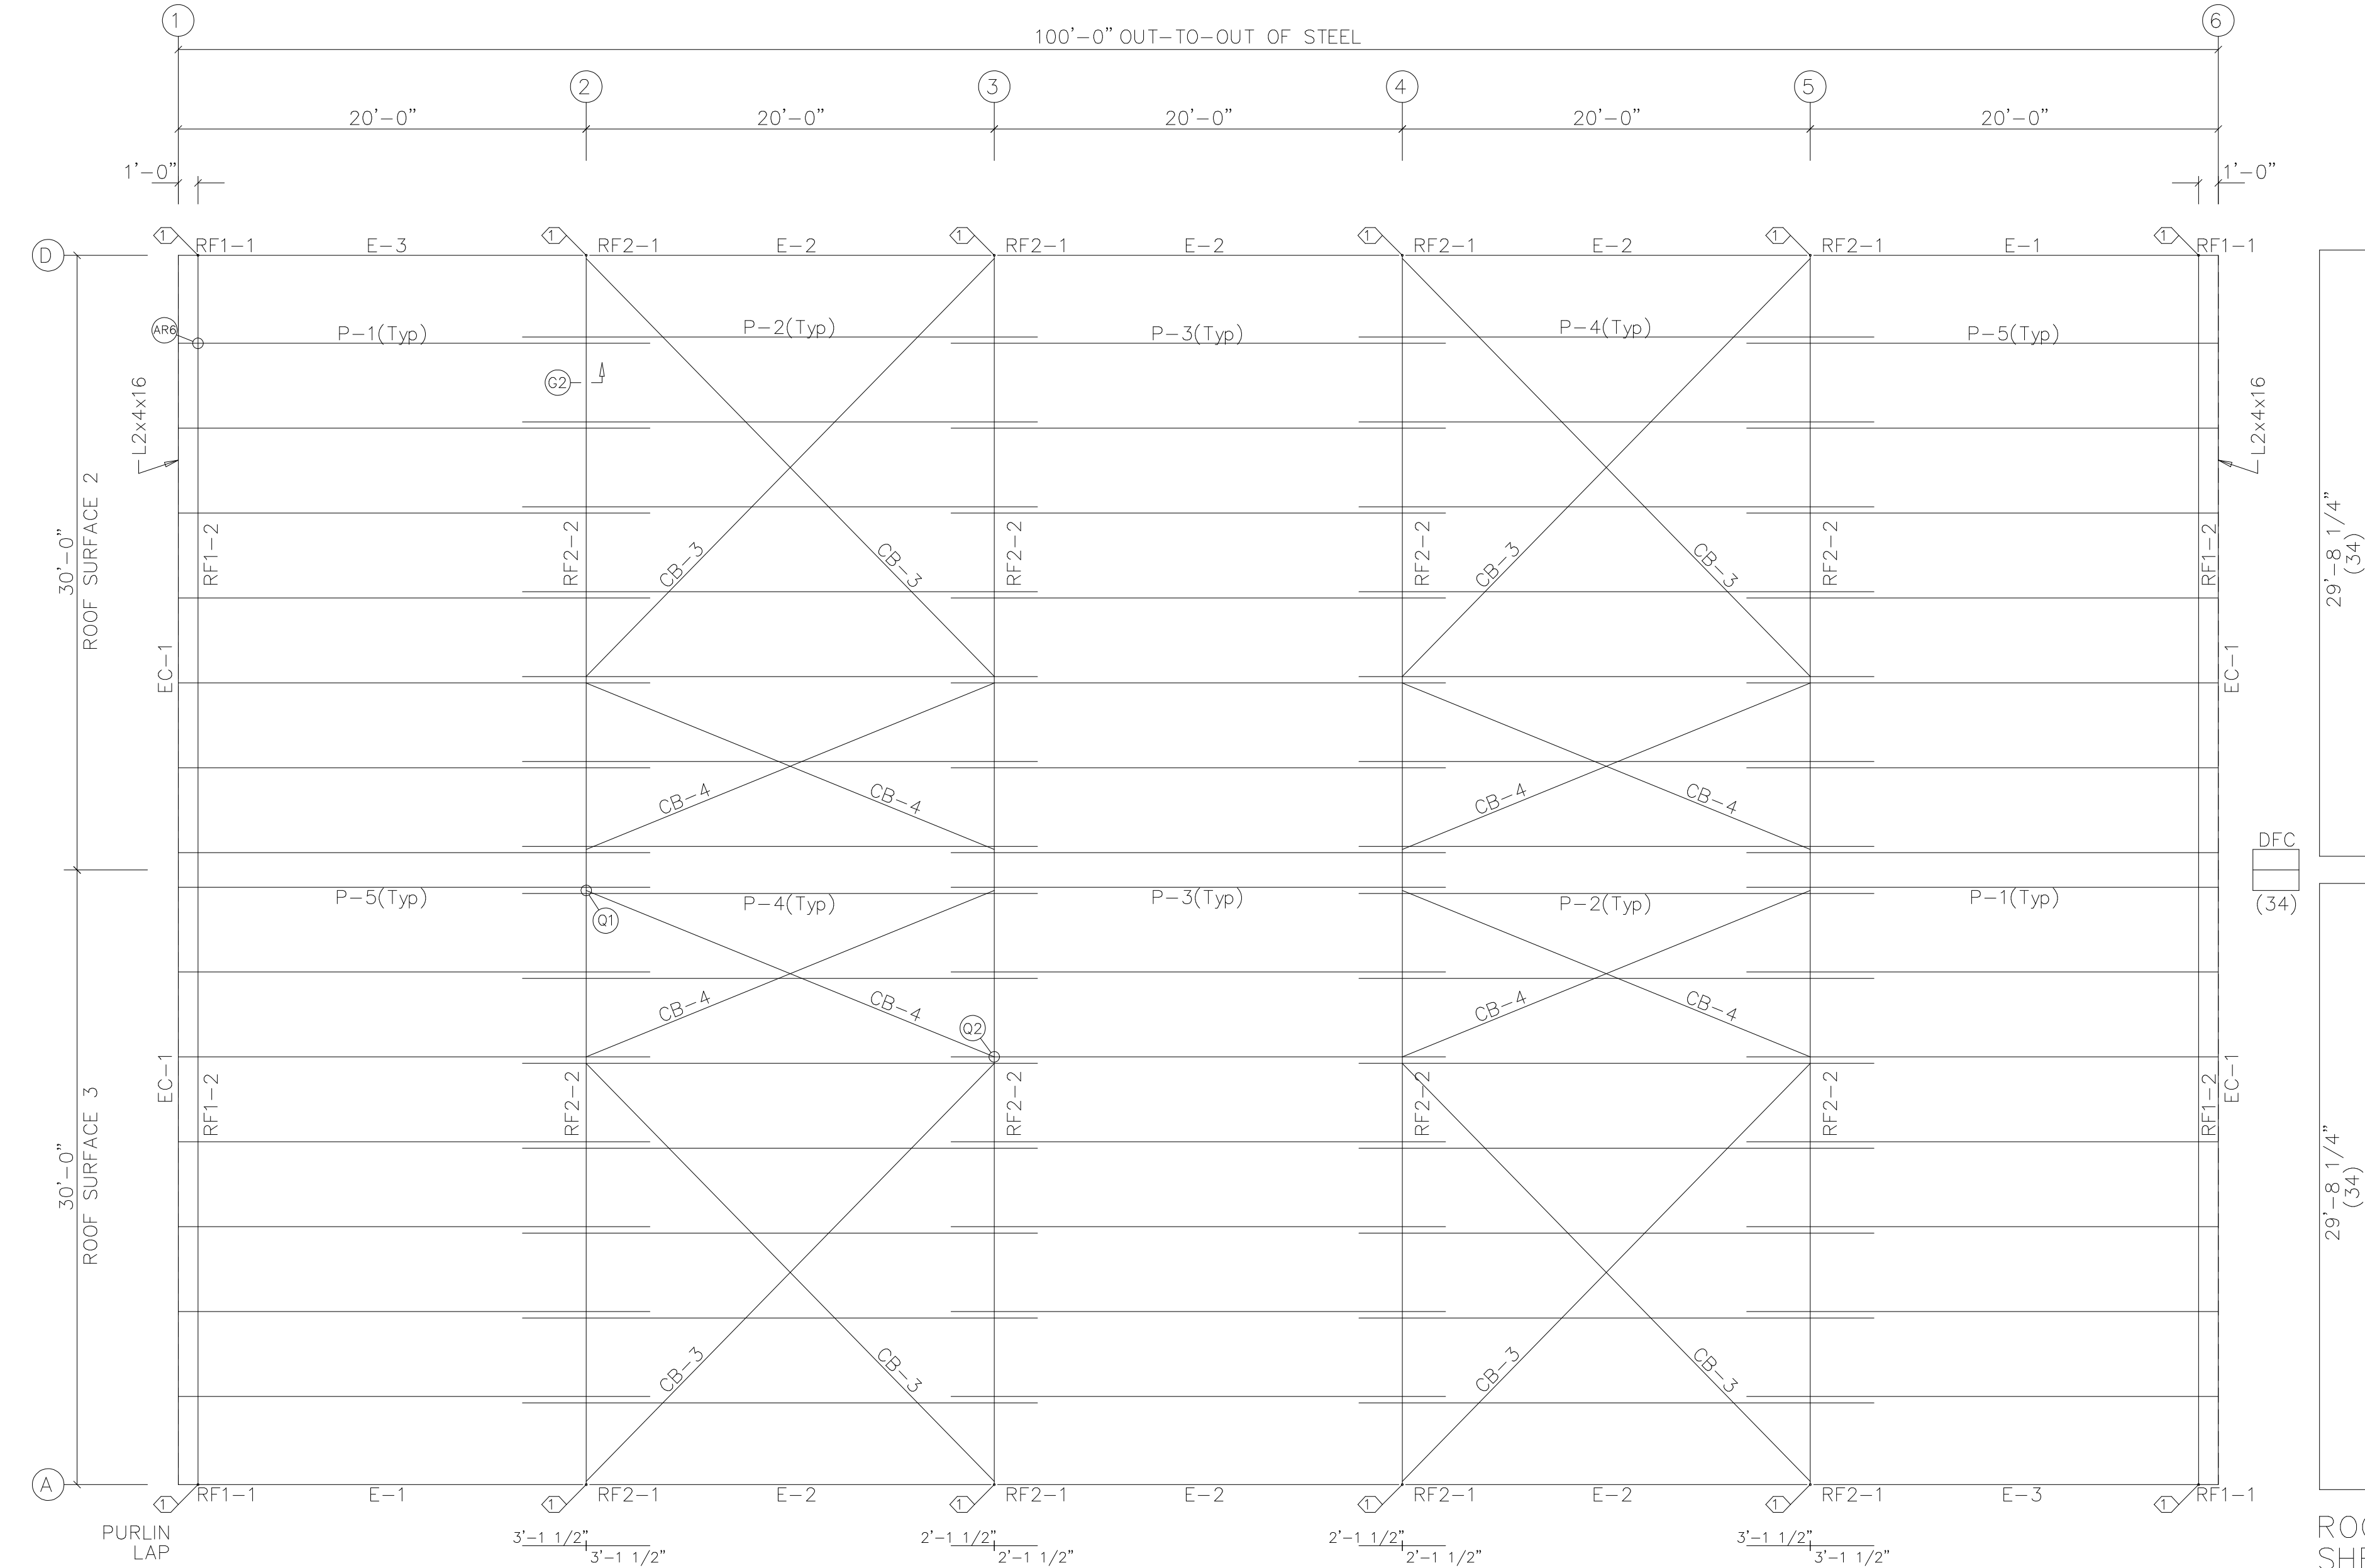 1
6
100'-0" OUT-TO-OUT OF STEEL
2
3
4
5
20'-0"
20'-0"
20'-0"
20'-0"
20'-0"
1'-0"
1'-0"
1
1
1
1
1
1
D
RF1-1
E-3
RF2-1
E-2
RF2-1
E-2
RF2-1
E-2
RF2-1
E-1
RF1-1
AR6
P-1(Typ)
P-2(Typ)
P-3(Typ)
P-4(Typ)
P-5(Typ)
G2
L2x4x16
L2x4x16
30'-0"
ROOF SURFACE 2
RF1-2
RF2-2
CB-3
CB-3
RF2-2
RF2-2
CB-3
CB-3
RF2-2
RF1-2
29'-8 1/4"
(34)
EC-1
EC-1
CB-4
CB-4
CB-4
CB-4
DFC
(34)
P-5(Typ)
Q1
P-4(Typ)
P-3(Typ)
P-2(Typ)
P-1(Typ)
CB-4
CB-4
Q2
CB-4
CB-4
30'-0"
ROOF SURFACE 3
EC-1
RF1-2
RF2-2
RF2-2
RF2-2
RF2-2
RF1-2
EC-1
29'-8 1/4"
(34)
CB-3
CB-3
CB-3
CB-3
A
1
RF1-1
E-1
1
RF2-1
E-2
1
RF2-1
E-2
1
RF2-1
E-2
1
RF2-1
E-3
1
RF1-1
PURLIN
LAP
3'-1 1/2"
3'-1 1/2"
2'-1 1/2"
2'-1 1/2"
2'-1 1/2"
2'-1 1/2"
3'-1 1/2"
3'-1 1/2"